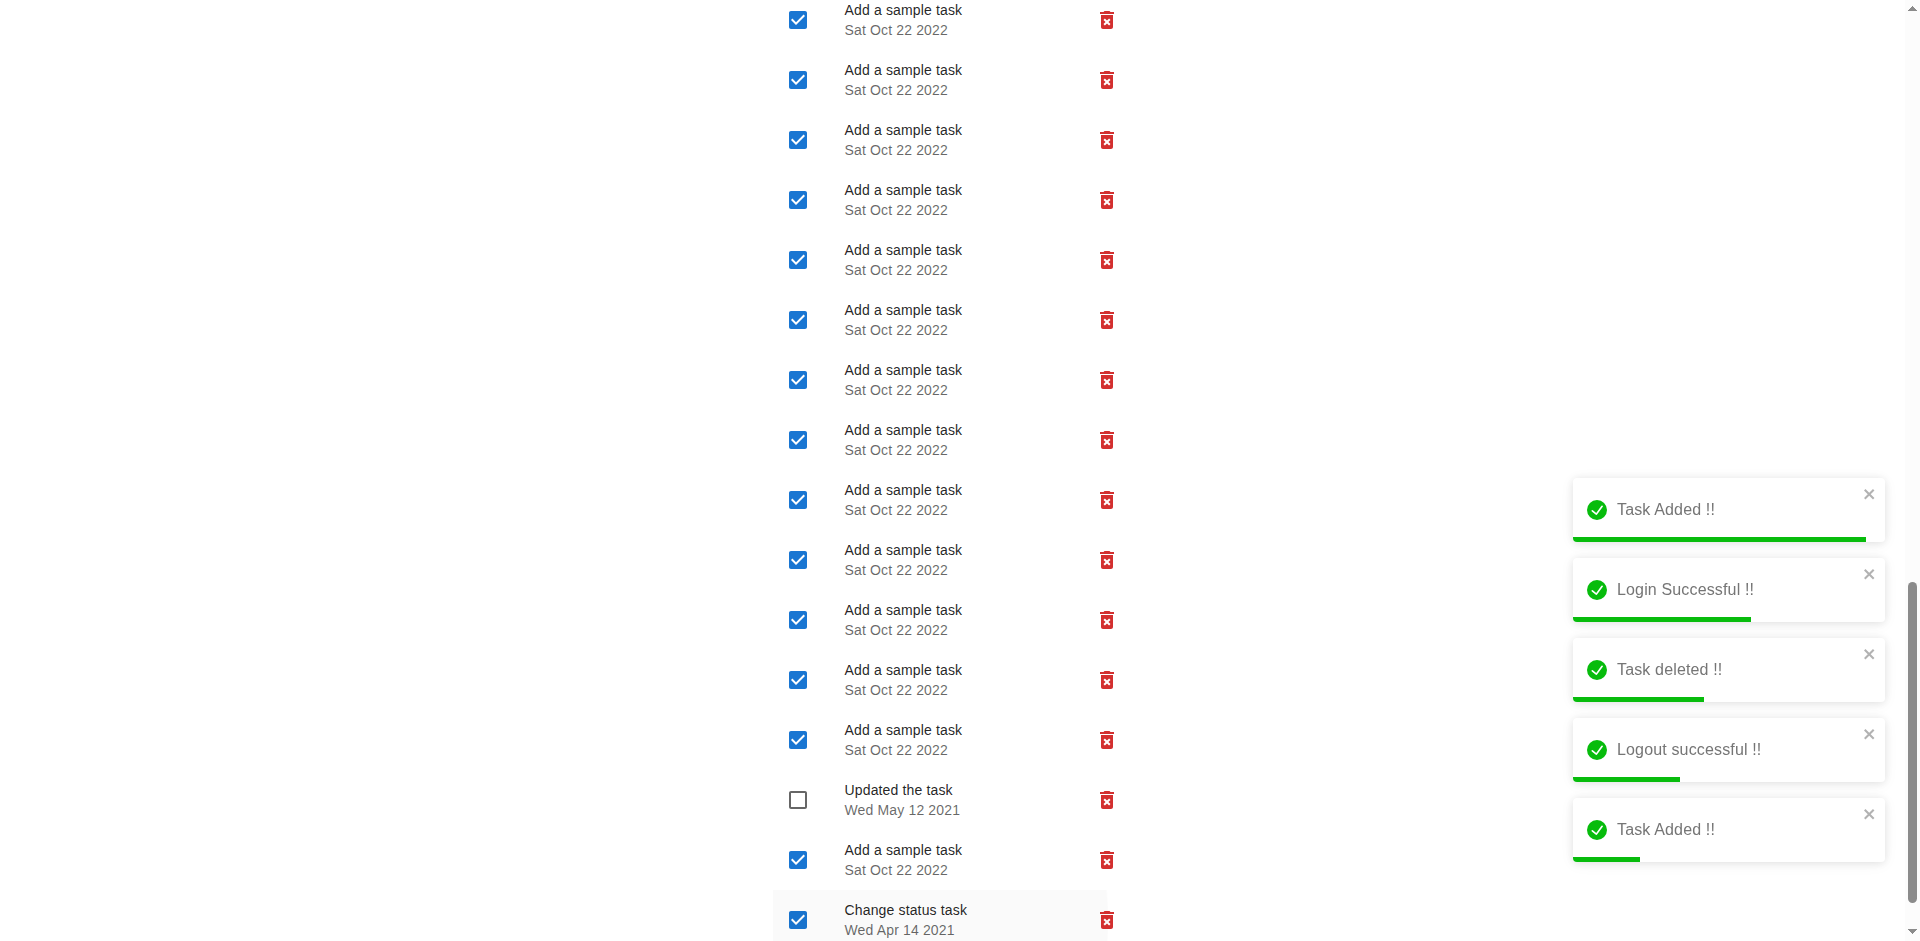 Add a sample task
Sat Oct 22 2022
Add a sample task
Sat Oct 22 2022
Add a sample task
Sat Oct 22 2022
Add a sample task
Sat Oct 22 2022
Add a sample task
Sat Oct 22 2022
Add a sample task
Sat Oct 22 2022
Add a sample task
Sat Oct 22 2022
Add a sample task
Sat Oct 22 2022
Add a sample task
Sat Oct 22 2022
Add a sample task
Sat Oct 22 2022
Add a sample task
Sat Oct 22 2022
Add a sample task
Sat Oct 22 2022
Add a sample task
Sat Oct 22 2022
Updated the task
Wed May 12 2021
Add a sample task
Sat Oct 22 2022
Change status task
Wed Apr 14 2021
Task Added !!
Login Successful !!
Task deleted !!
Logout successful !!
Task Added !!